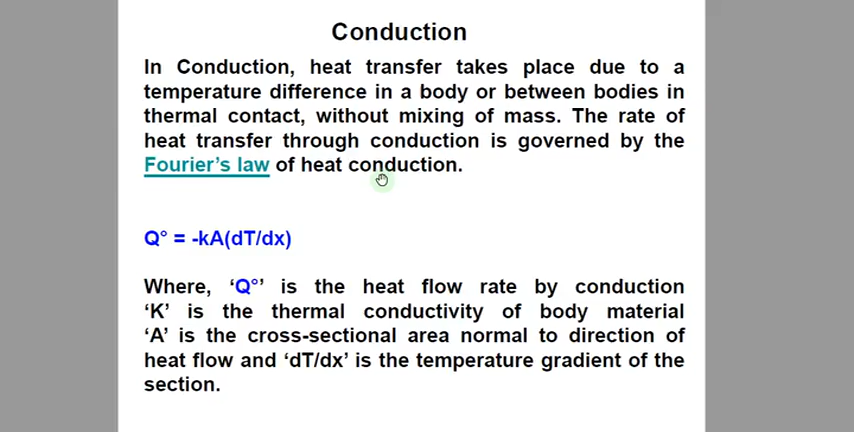 Conduction
In Conduction, heat transfer takes place due to a
temperature difference in a body or between bodies in
thermal contact, without mixing of mass. The rate of
heat transfer through conduction is governed by the
Fourier’s law of heat conduction.
Q° = -kA(dT/dx)
Where, ‘Q°’ is the heat flow rate by conduction
‘K’ is the thermal conductivity of body material
‘A’ is the cross-sectional area normal to direction of
heat flow and ‘dT/dx’ is the temperature gradient of the
section.